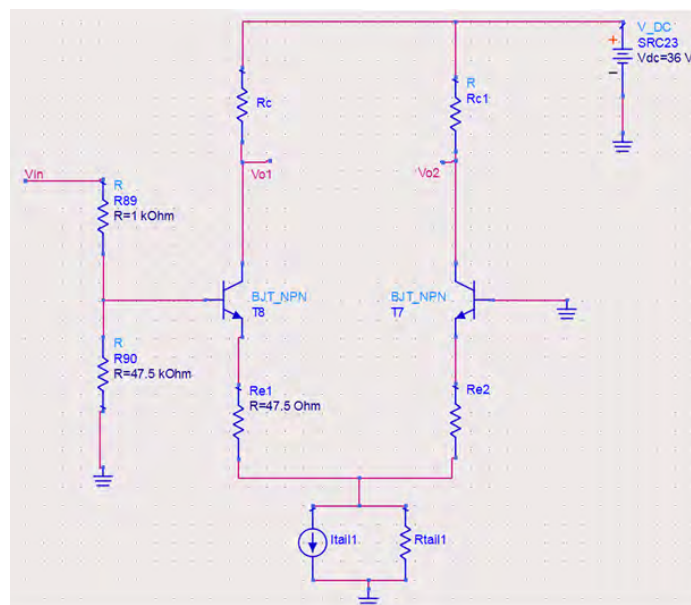 V_DC
SRC23
Vdc=36 V
Rc
R
Rc1
Vin
Vo1
Vo2
R
R89
R=1 kOhm
BJT_NPN
T8
BJT_NPN
T7
R
R90
R=47.5 kOhm
Re1
R=47.5 Ohm
Re2
Itail1
Rtail1